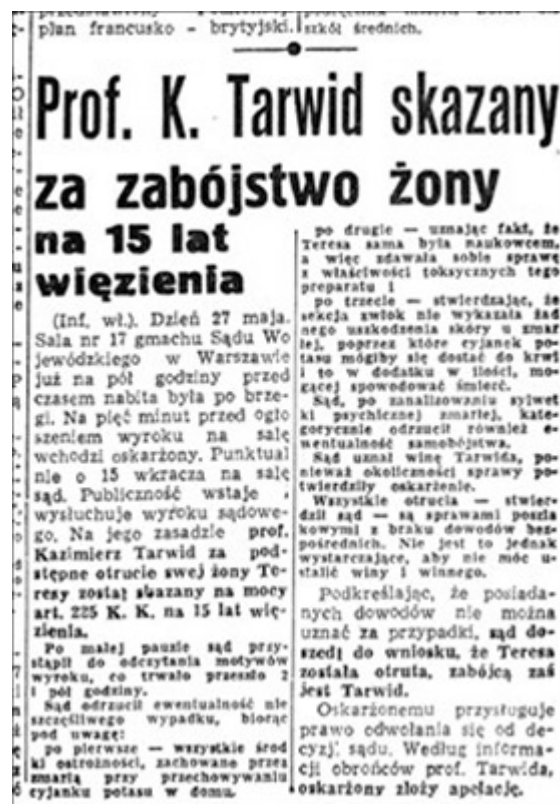 plan francusko - brytyjski.
szkół średnich.
Prof. K. Tarwid skazany
za zabójstwo żony
na 15 lat
więzienia
(Inf. wł.). Dzień 27 maja.
Sala nr 17 gmachu Sądu Wo
jewódzkiego w Warszawie
już na pół godziny przed
czasem nabita była po brze-
gi. Na pięć minut przed ogło
szeniem wyroku na salę
wchodzi oskarżony. Punktual
nie o 15 wkracza na salę
sąd. Publiczność wstaje
wysłuchuje wyroku sądowe-
go. Na jego zasadzie prof.
Kazimierz Tarwid za pod-
stępne otrucie swej żony Te-
resy został skazany na mocy
art. 225 K. K. na 15 lat wię-
zienia.
Po małej pauzie sąd przy-
stąpił do odczytania motywów
wyroku, co trwało przeszło 2
i pół godziny.
Sąd odrzucił ewentualność nie
szczęśliwego wypadku, biorąc
pod uwagę:
po pierwsze — wszystkie środ
ki ostrożności, zachowane przez
zmarłą przy przechowywaniu
cyjanku potasu w domu.
po drugie — uznając fakt, że
Teresa sama była naukowcem,
a więc zdawała sobie sprawę
z właściwości toksycznych tego
preparatu i
po trzecie — stwierdzając, że
sekcja zwłok nie wykazała żad
nego uszkodzenia skóry u zmar
łej, poprzez które cyjanek po-
tasu mógłby się dostać do krwi
i to w dodatku w ilości, mo-
gącej spowodować śmierć.
Sąd, po zanalizowaniu sylwet
ki psychicznej zmarłej, kate-
gorycznie odrzucił również e-
wentualność samobójstwa.
Sąd uznał winę Tarwida, po-
nieważ okoliczności sprawy po-
twierdziły oskarżenie.
Wszystkie otrucia — stwier-
dził sąd — są sprawami poszla
kowymi z braku dowodów bez-
pośrednich. Nie jest to jednak
wystarczające, aby nie móc u-
stalić winy i winnego.
Podkreślając, że posiada-
nych dowodów nie można
uznać za przypadki, sąd do-
szedł do wniosku, że Teresa
została otruta, zabójcą zaś
jest Tarwid.
Oskarżonemu przysługuje
prawo odwołania się od de-
cyzji sądu. Według informa-
cji obrońców prof. Tarwida,
oskarżony złoży apelację.